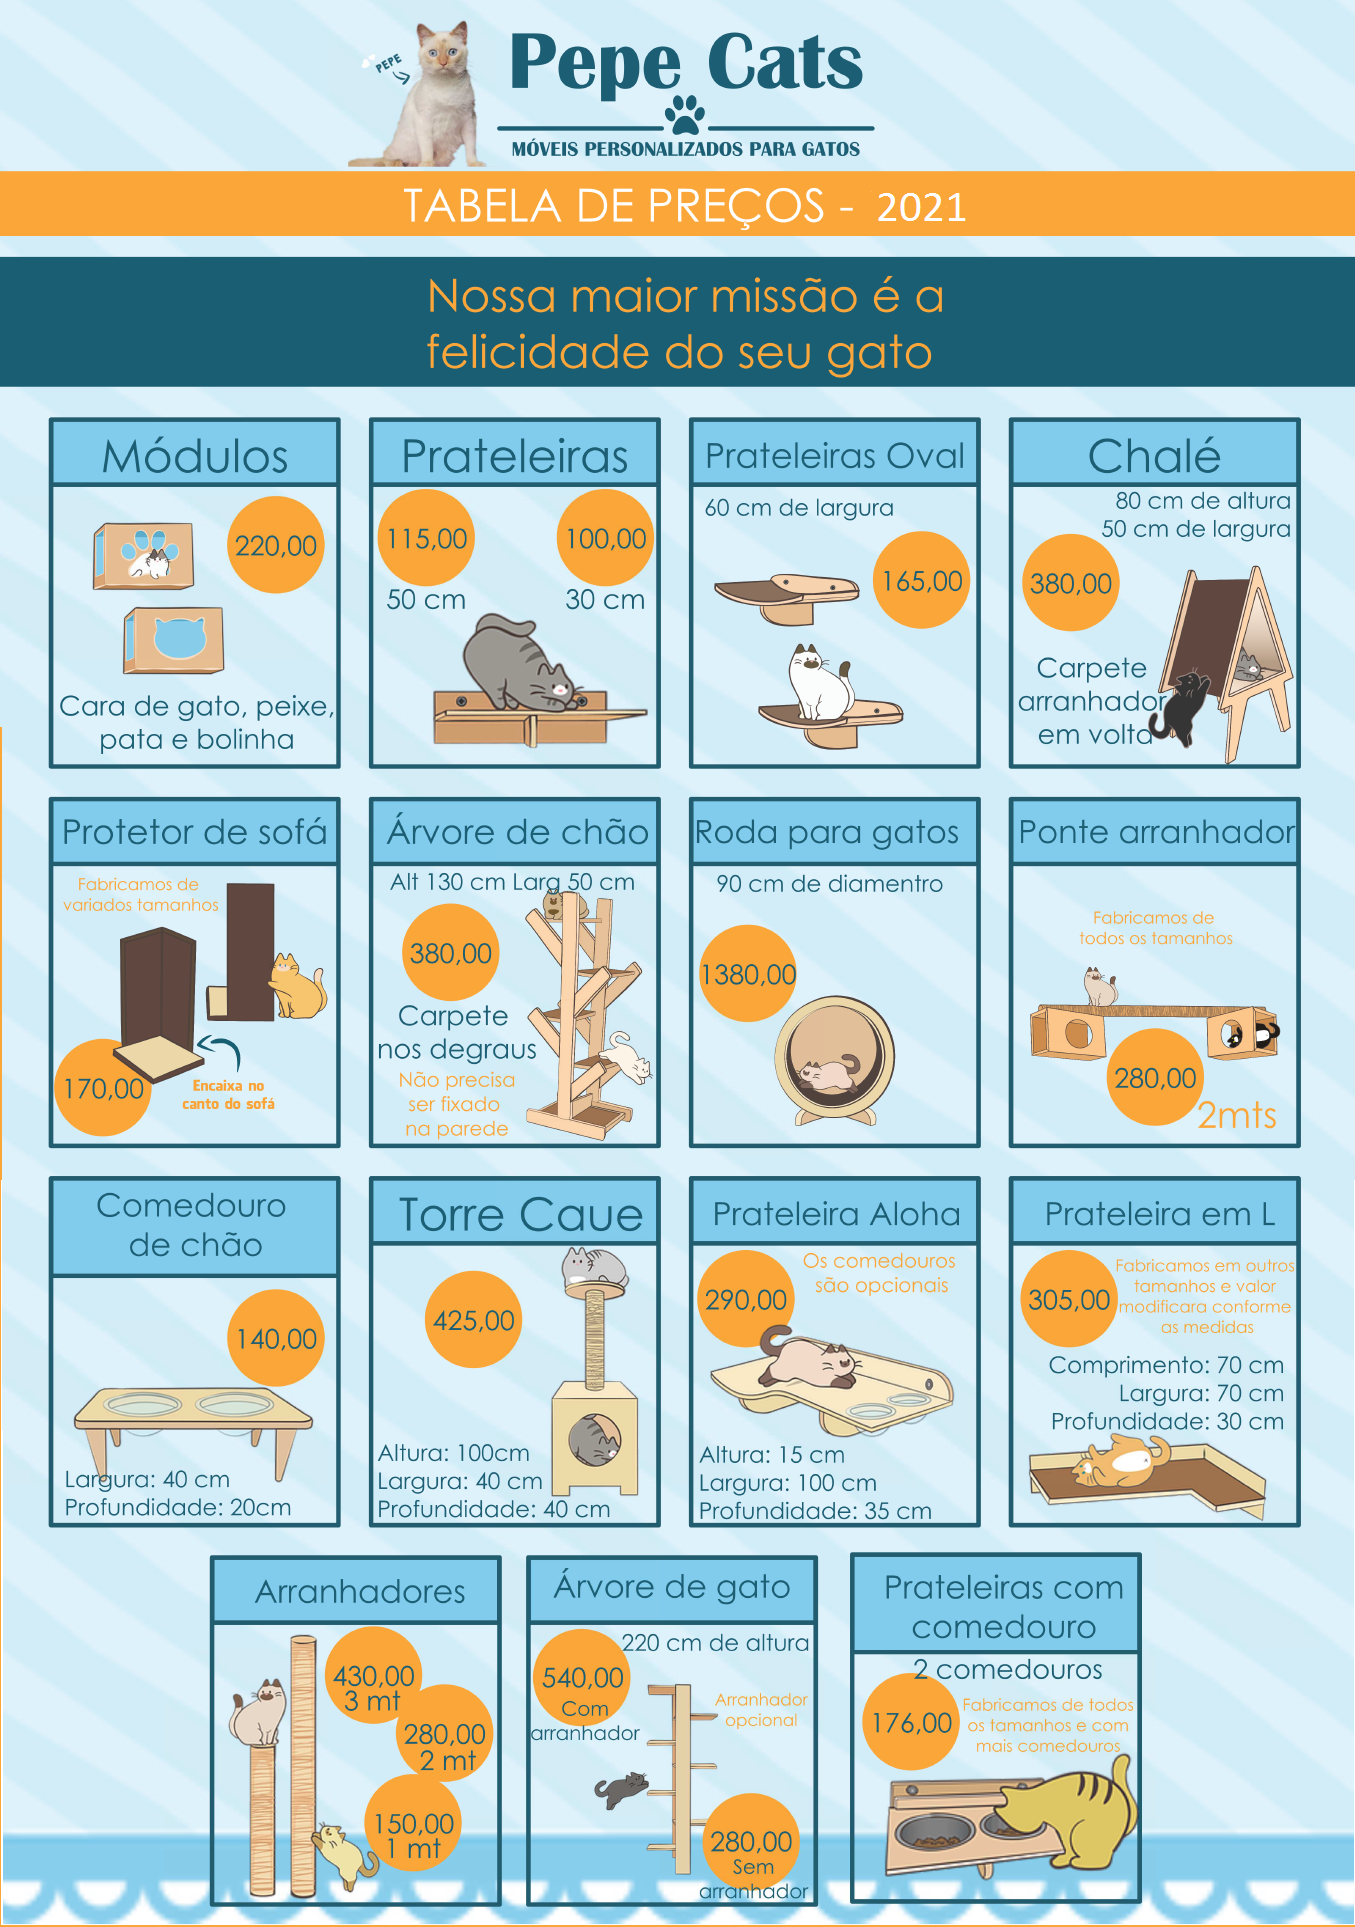 PEPE
Pepe Cats
MÓVEIS PERSONALIZADOS PARA GATOS
TABELA DE PREÇOS - 2021
Nossa maior missão é a
felicidade do seu gato
Módulos
220,00
Cara de gato, peixe,
pata e bolinha
Prateleiras
115,00
50 cm
100,00
30 cm
Prateleiras Oval
60 cm de largura
165,00
Chalé
80 cm de altura
50 cm de largura
380,00
Carpete
arranhador
em volta
Protetor de sofá
Fabricamos de
variados tamanhos
170,00
Encaixa no
canto do sofá
Árvore de chão
Alt 130 cm Larg 50 cm
380,00
Carpete
nos degraus
Não precisa
ser fixado
na parede
Roda para gatos
90 cm de diamentro
1380,00
Ponte arranhador
Fabricamos de
todos os tamanhos
280,00
2mts
Comedouro
de chão
140,00
Largura: 40 cm
Profundidade: 20cm
Torre Caue
425,00
Altura: 100cm
Largura: 40 cm
Profundidade: 40 cm
Prateleira Aloha
290,00
Os comedouros
são opcionais
Altura: 15 cm
Largura: 100 cm
Profundidade: 35 cm
Prateleira em L
305,00
Fabricamos em outros
tamanhos e valor
modificara conforme
as medidas
Comprimento: 70 cm
Largura: 70 cm
Profundidade: 30 cm
Arranhadores
430,00
3 mt
280,00
2 mt
150,00
1 mt
Árvore de gato
220 cm de altura
540,00
Com
arranhador
Arranhador
opcional
280,00
Sem
arranhador
Prateleiras com
comedouro
2 comedouros
176,00
Fabricamos de todos
os tamanhos e com
mais comedouros